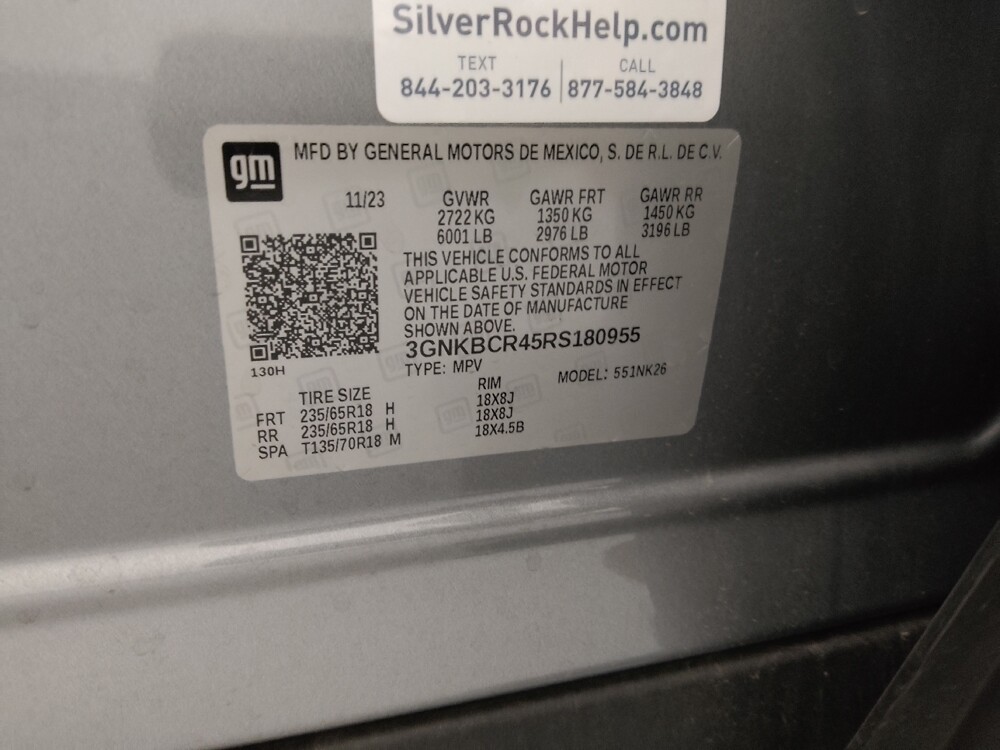 SilverRockHelp.com
TEXT CALL
844-203-3176 877-584-3848
gm MFD BY GENERAL MOTORS DE MEXICO, S. DE R.L. DE C.V.
11/23 GVWR GAWR FRT GAWR RR
2722 KG 1350 KG 1450 KG
6001 LB 2976 LB 3196 LB
THIS VEHICLE CONFORMS TO ALL
APPLICABLE U.S. FEDERAL MOTOR
VEHICLE SAFETY STANDARDS IN EFFECT
ON THE DATE OF MANUFACTURE
SHOWN ABOVE.
3GNKBCR45RS180955
130H TYPE: MPV MODEL: 551NK26
TIRE SIZE RIM
FRT 235/65R18 H 18X8J
RR 235/65R18 H 18X8J
SPA T135/70R18 M 18X4.5B